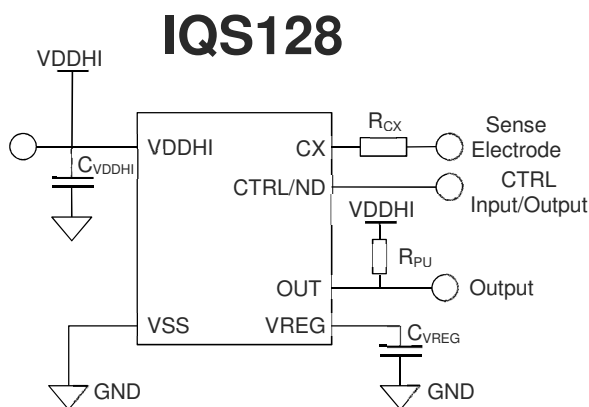 IQS128
VDDHI
VDDHI
CVDDHI
CX
RCX
Sense
Electrode
CTRL/ND
CTRL
Input/Output
VDDHI
RPU
OUT
Output
VSS
VREG
CVREG
GND
GND